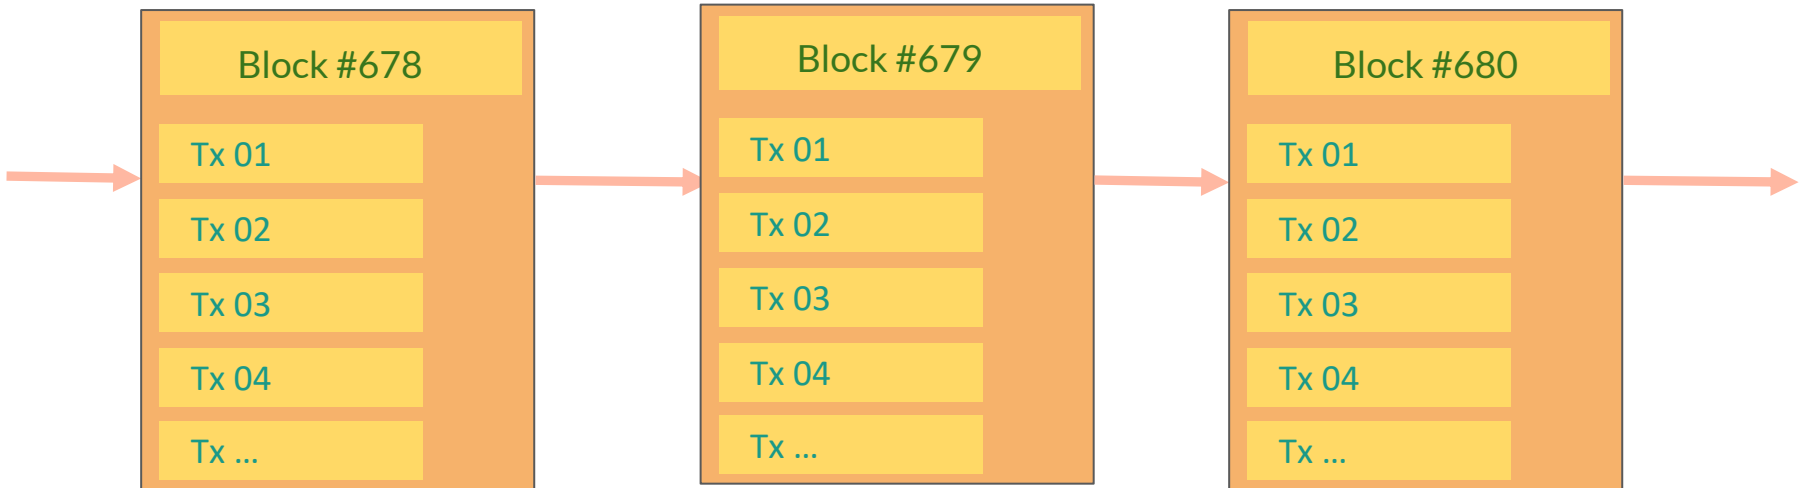 Block #678
Tx 01
Tx 02
Tx 03
Tx 04
Tx ...
Block #679
Tx 01
Tx 02
Tx 03
Tx 04
Tx ...
Block #680
Tx 01
Tx 02
Tx 03
Tx 04
Tx ...